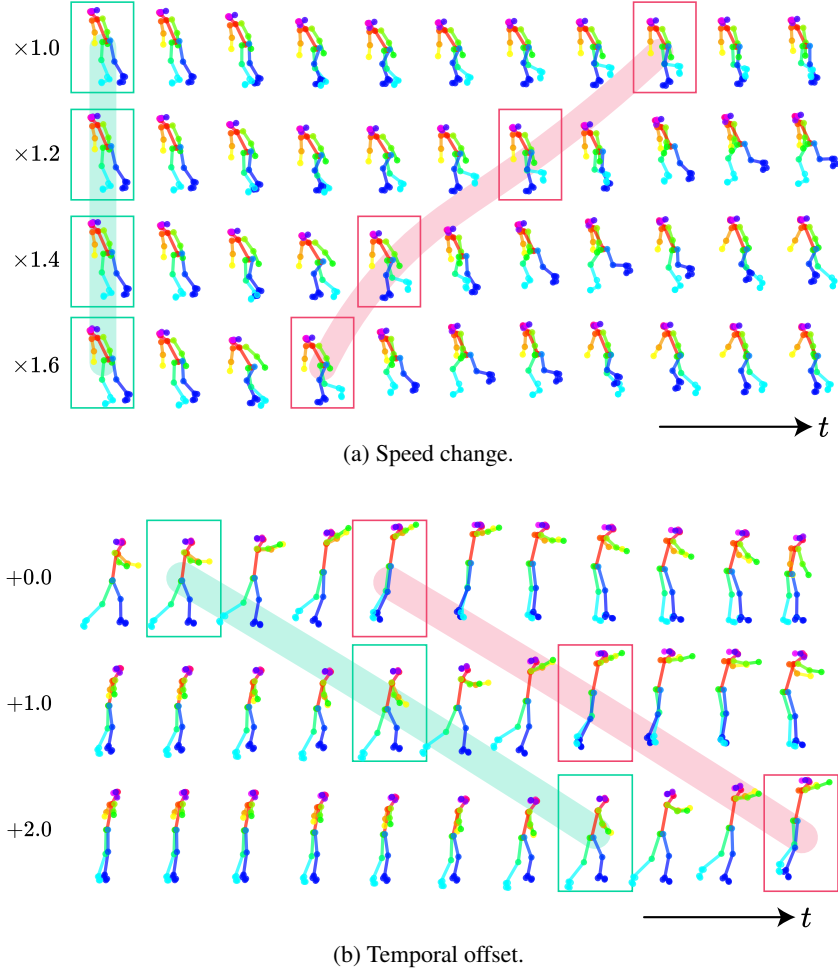 ×1.0
×1.2
×1.4
×1.6
t
(a) Speed change.
+0.0
+1.0
+2.0
t
(b) Temporal offset.